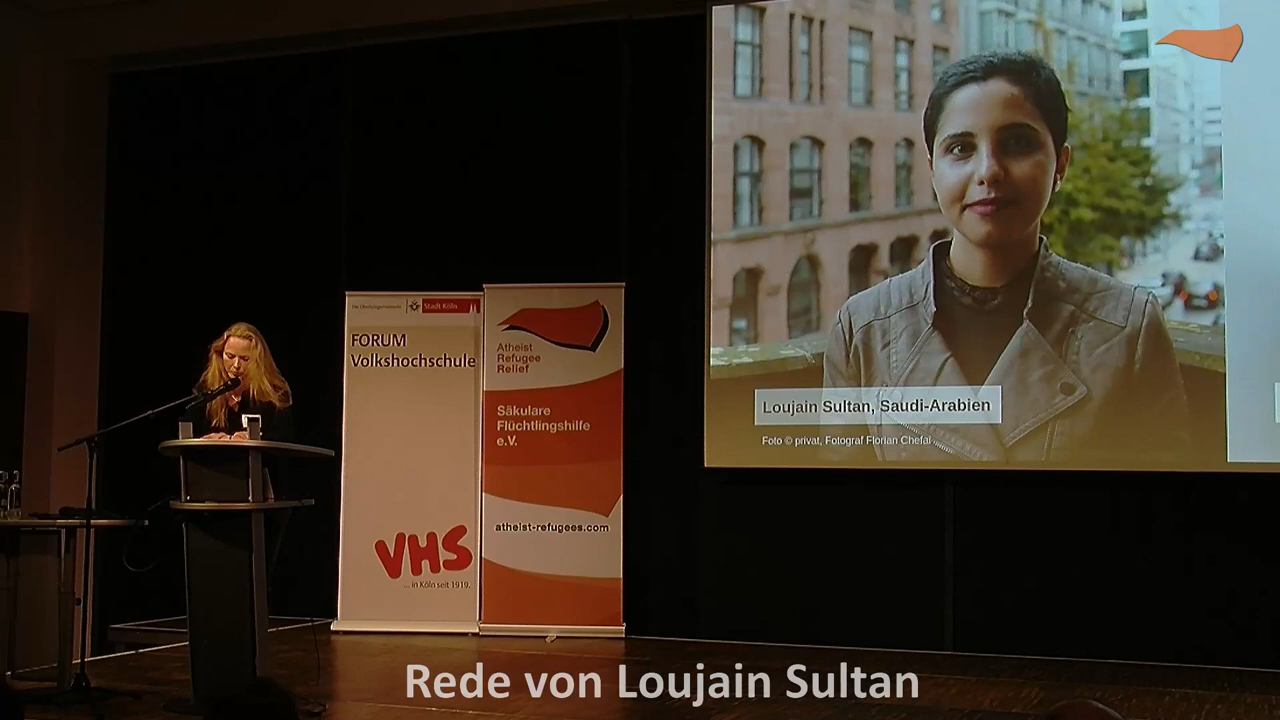 Stadt Köln
FORUM
Volkshochschule
VHS
... in Köln seit 1919.
Atheist
Refugee
Relief
Säkulare
Flüchtlingshilfe
e.V.
atheist-refugees.com
Loujain Sultan, Saudi-Arabien
Foto © privat, Fotograf Florian Chefai
Rede von Loujain Sultan